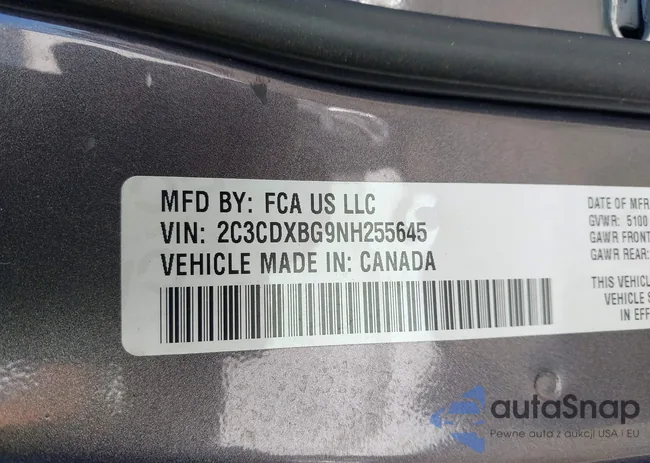 MFD BY: FCA US LLC
VIN: 2C3CDXBG9NH255645
VEHICLE MADE IN: CANADA
DATE OF MFR
GVWR: 5100
GAWR FRONT
GAWR REAR:
THIS VEHICL
VEHICLE S
IN EFF
autoSnap
Pewne auta z aukcji USA i EU